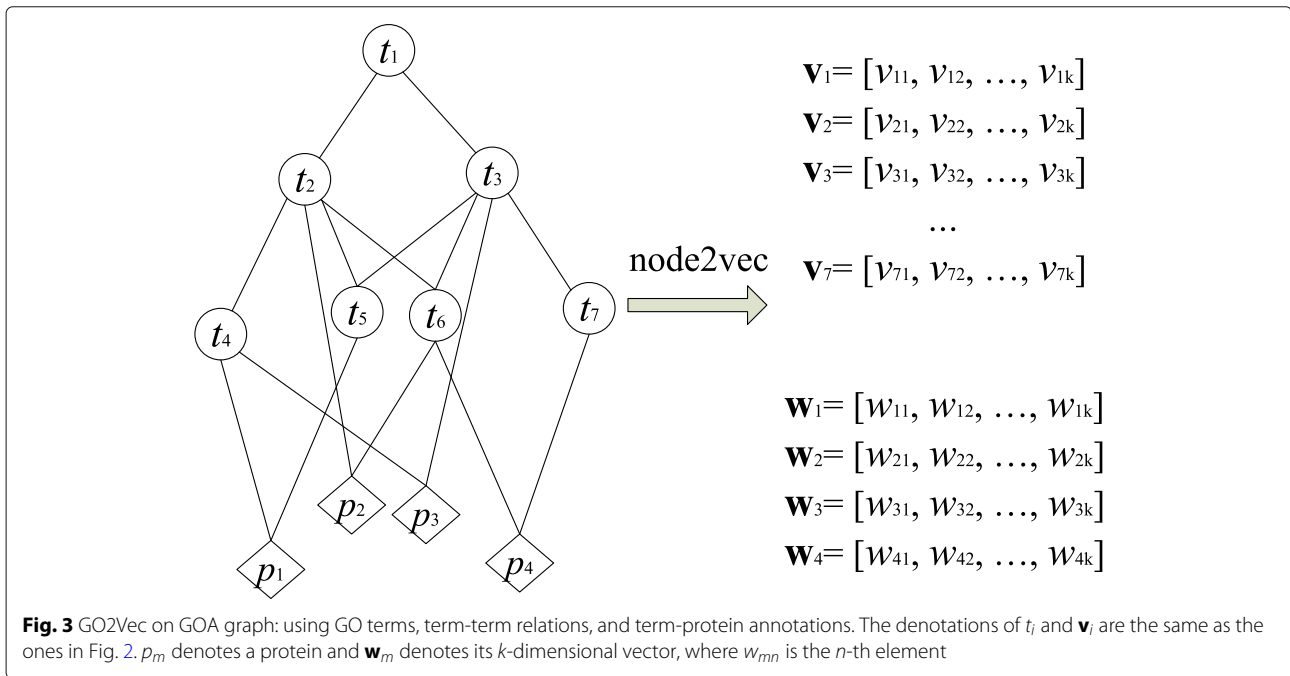 t1
t2
t3
t4
t5
t6
t7
p1
p2
p3
p4
node2vec
v1= [v11, v12, …, v1k]
v2= [v21, v22, …, v2k]
v3= [v31, v32, …, v3k]
…
v7= [v71, v72, …, v7k]
w1= [w11, w12, …, w1k]
w2= [w21, w22, …, w2k]
w3= [w31, w32, …, w3k]
w4= [w41, w42, …, w4k]
Fig. 3 GO2Vec on GOA graph: using GO terms, term-term relations, and term-protein annotations. The denotations of ti and vi are the same as the
ones in Fig. 2. pm denotes a protein and wm denotes its k-dimensional vector, where wmn is the n-th element